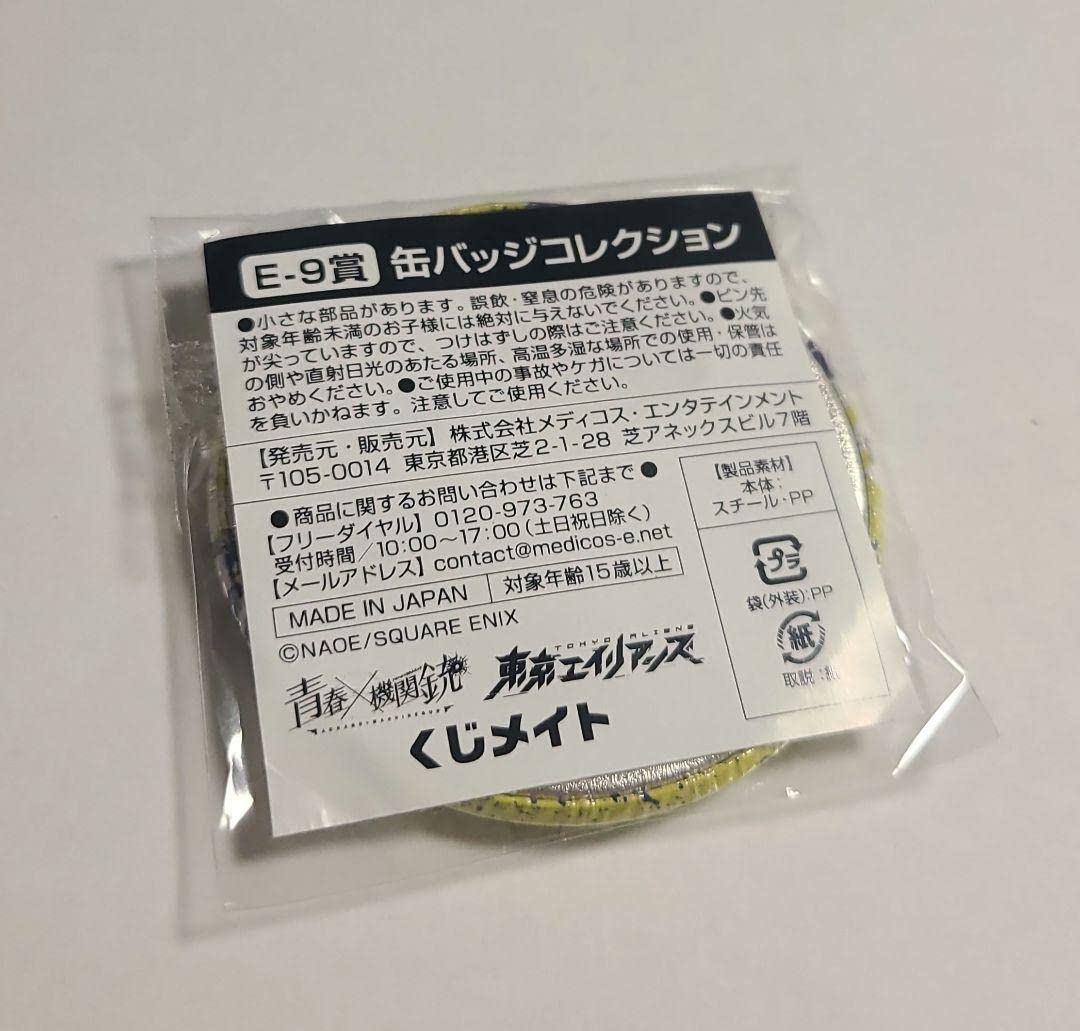 E-9賞 缶バッジコレクション
●小さな部品があります。誤飲・窒息の危険がありますので、
対象年齢未満のお子様には絶対に与えないでください。●ピン先
が尖っていますので、つけはずしの際はご注意ください。●火気
の側や直射日光のあたる場所、高温多湿な場所での使用・保管は
おやめください。●ご使用中の事故やケガについては一切の責任
を負いかねます。注意してご使用ください。
【発売元・販売元】株式会社メディコス・エンタテインメント
〒105-0014 東京都港区芝2-1-28 芝アネックスビル7階
●商品に関するお問い合わせは下記まで●
【フリーダイヤル】0120-973-763
受付時間/10:00~17:00(土日祝日除く)
【メールアドレス】contact@medicos-e.net
MADE IN JAPAN 対象年齢15歳以上
©NAOE/SQUARE ENIX
青春×機関銃
TOKYO ALIENS
東京エイリアンズ
くじメイト
【製品素材】
本体:
スチール・PP
プラ
袋(外装):PP
紙
取説:紙